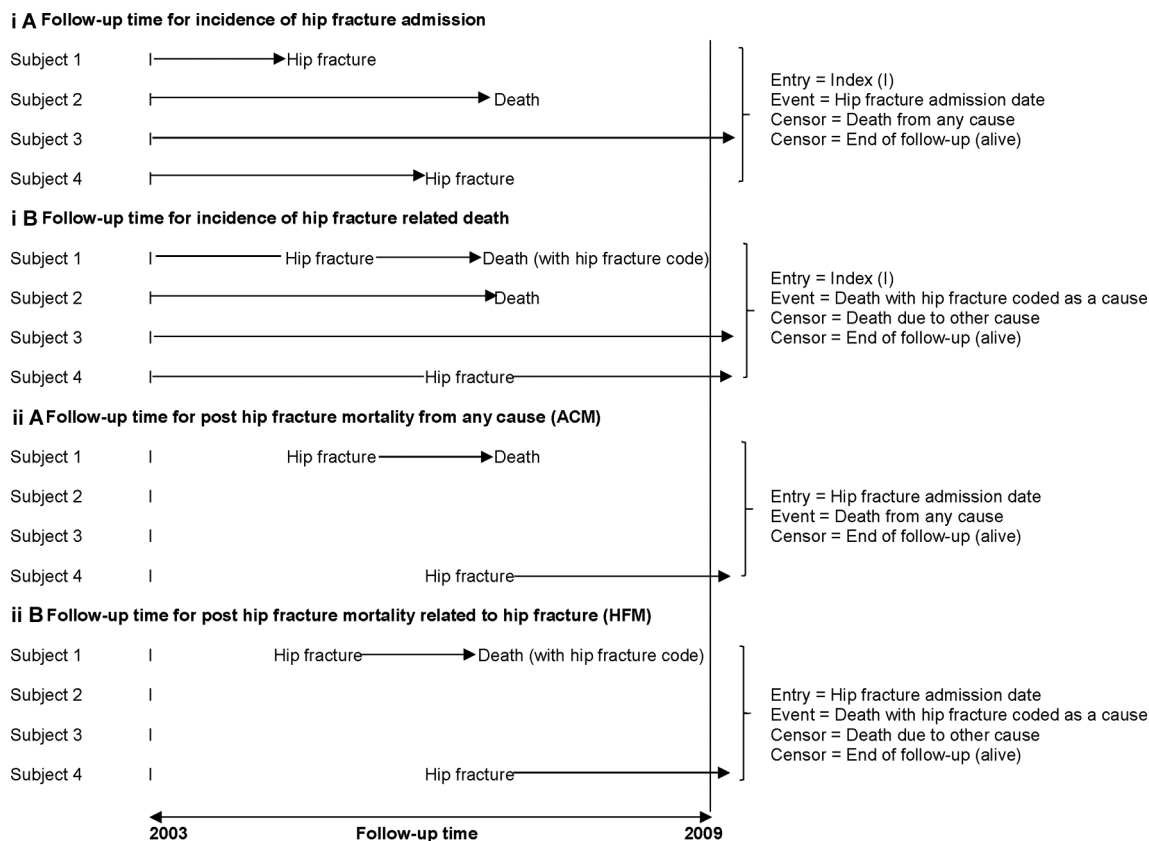 i A Follow-up time for incidence of hip fracture admission
Subject 1 I Hip fracture
Subject 2 I Death
Subject 3 I
Subject 4 I Hip fracture
Entry = Index (I)
Event = Hip fracture admission date
Censor = Death from any cause
Censor = End of follow-up (alive)
i B Follow-up time for incidence of hip fracture related death
Subject 1 I Hip fracture Death (with hip fracture code)
Subject 2 I Death
Subject 3 I
Subject 4 I Hip fracture
Entry = Index (I)
Event = Death with hip fracture coded as a cause
Censor = Death due to other cause
Censor = End of follow-up (alive)
ii A Follow-up time for post hip fracture mortality from any cause (ACM)
Subject 1 I Hip fracture Death
Subject 2 I
Subject 3 I
Subject 4 I Hip fracture
Entry = Hip fracture admission date
Event = Death from any cause
Censor = End of follow-up (alive)
ii B Follow-up time for post hip fracture mortality related to hip fracture (HFM)
Subject 1 I Hip fracture Death (with hip fracture code)
Subject 2 I
Subject 3 I
Subject 4 I Hip fracture
Entry = Hip fracture admission date
Event = Death with hip fracture coded as a cause
Censor = Death due to other cause
Censor = End of follow-up (alive)
2003 Follow-up time 2009